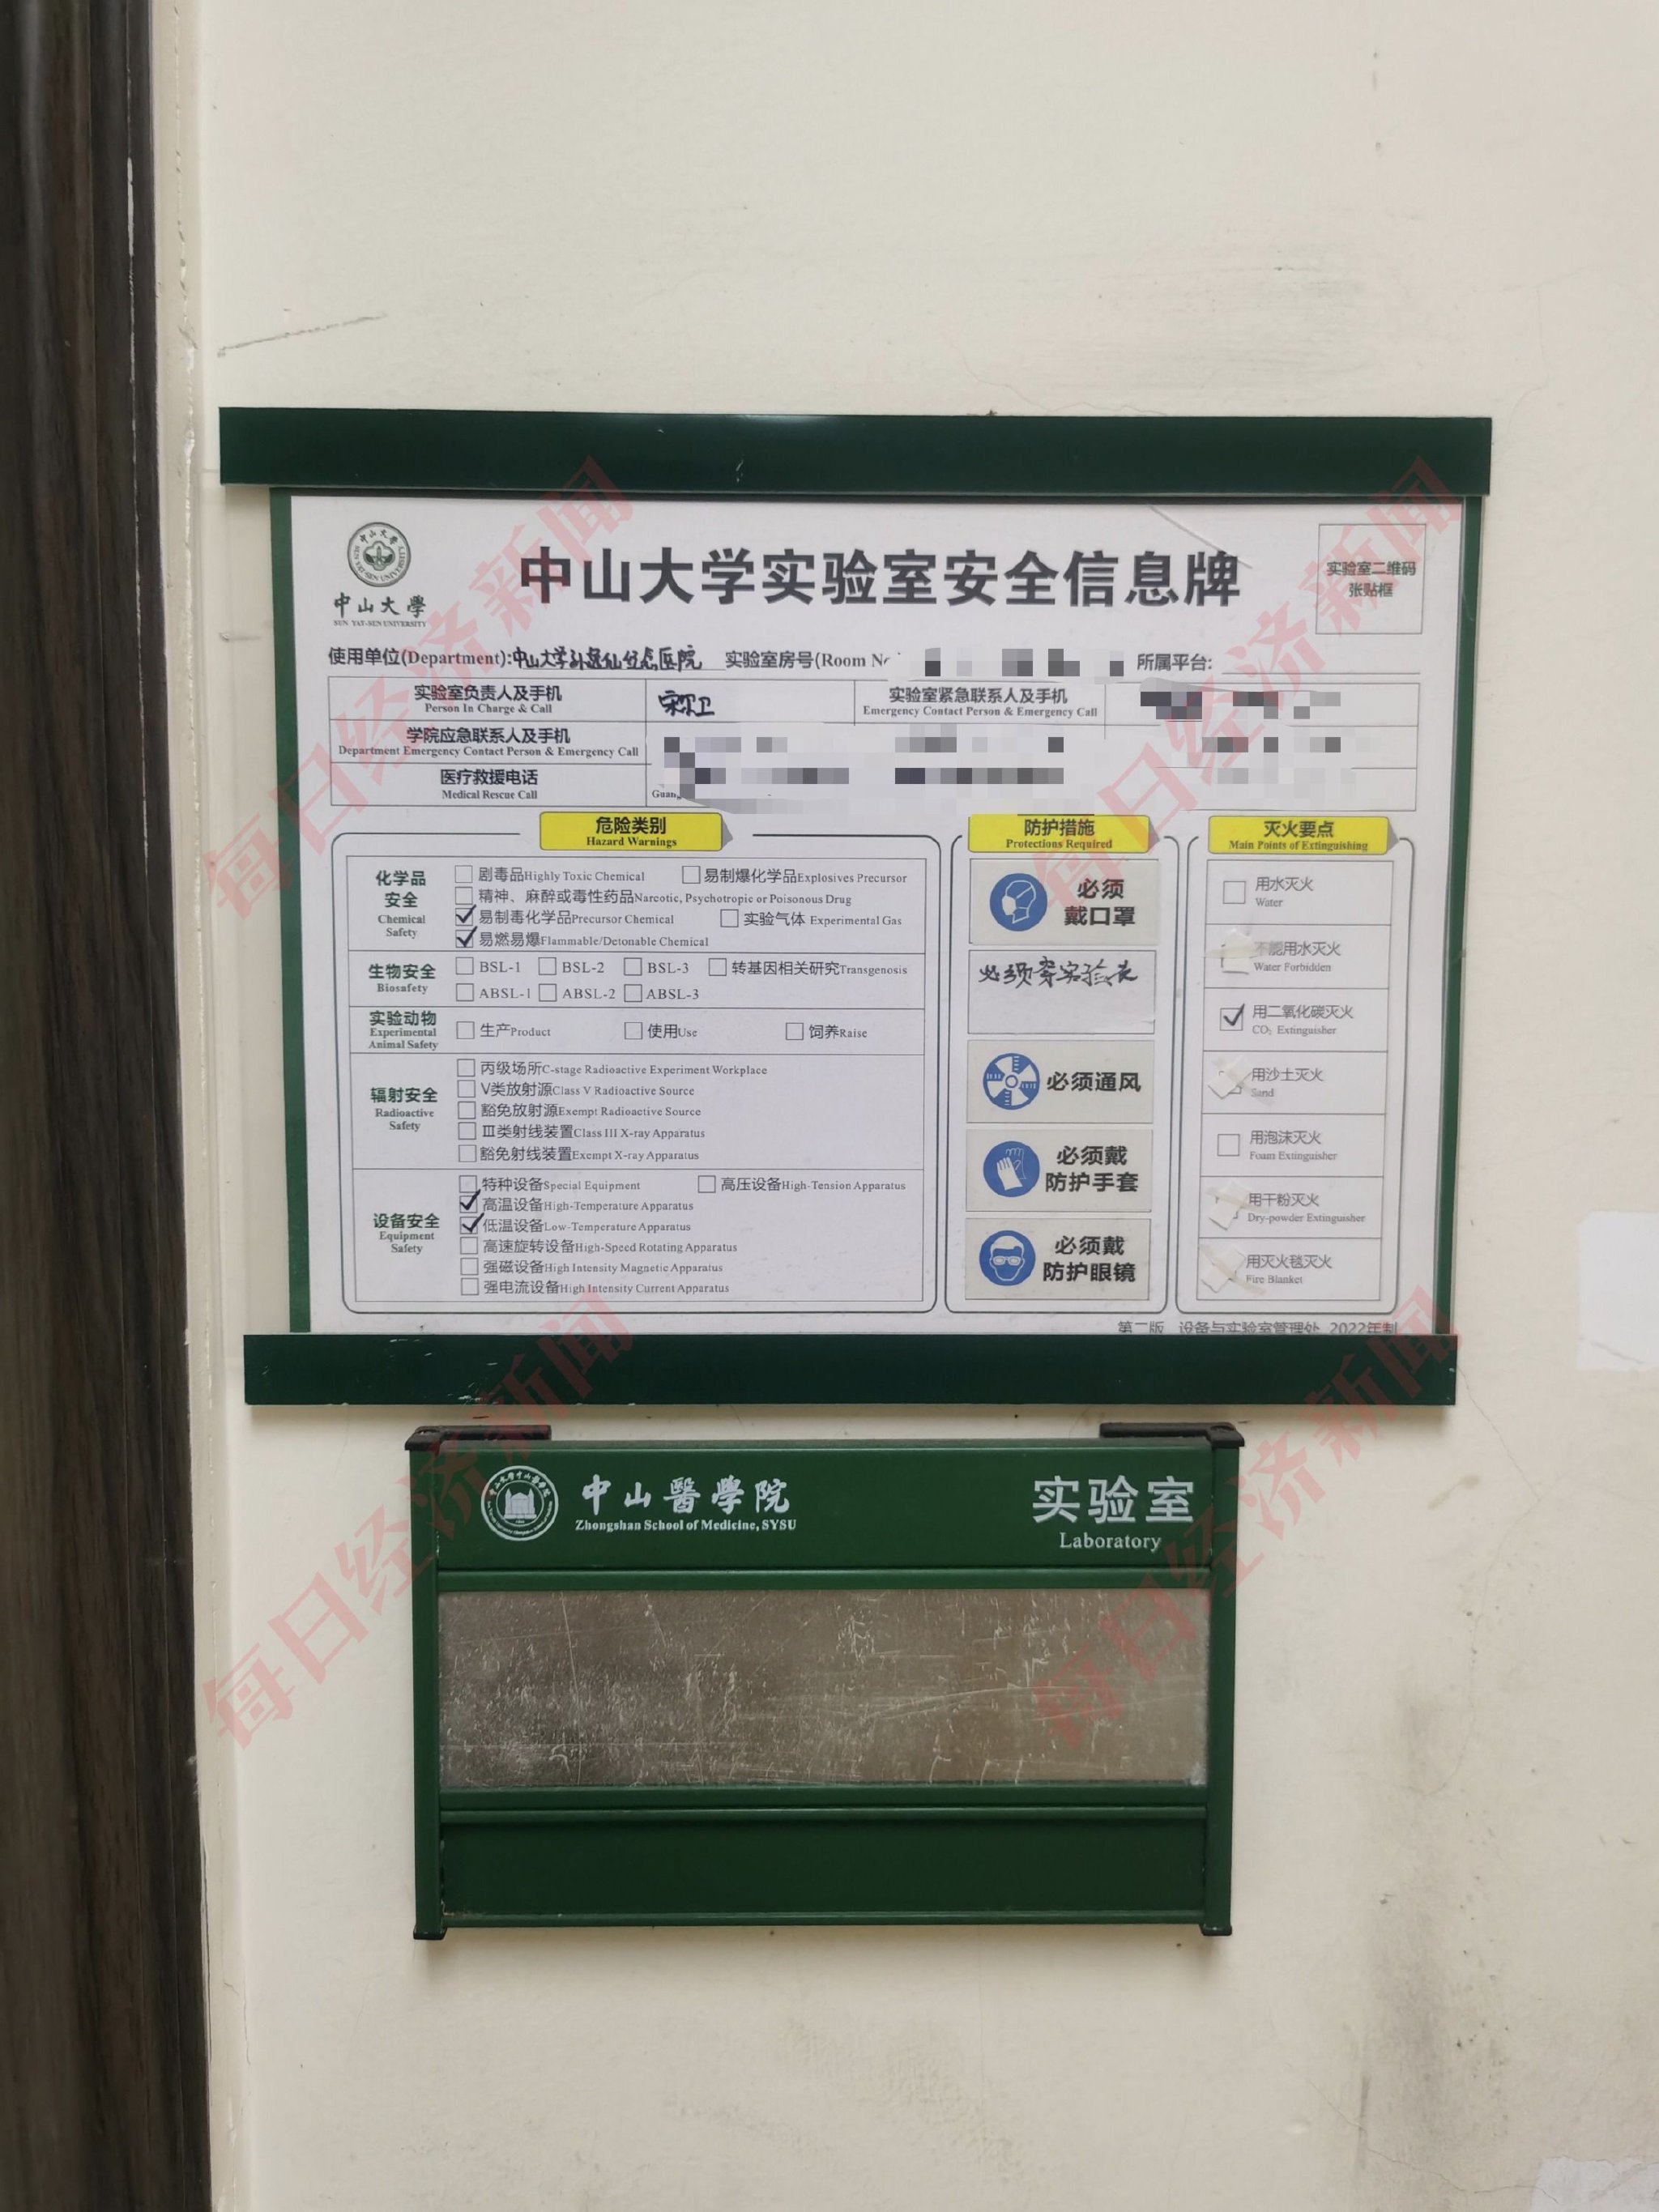 中山大學
SUN YAT-SEN UNIVERSITY
中山大学实验室安全信息牌
实验室二维码
张贴框
使用单位(Department):中山大学孙逸仙纪念医院 实验室房号(Room No 所属平台:
实验室负责人及手机
Person In Charge & Call
宋尔卫
实验室紧急联系人及手机
Emergency Contact Person & Emergency Call
学院应急联系人及手机
Department Emergency Contact Person & Emergency Call
医疗救援电话
Medical Rescue Call
Guang
危险类别
Hazard Warnings
化学品
安全
Chemical
Safety
剧毒品Highly Toxic Chemical 易制爆化学品Explosives Precursor
精神、麻醉或毒性药品Narcotic, Psychotropic or Poisonous Drug
易制毒化学品Precursor Chemical 实验气体 Experimental Gas
易燃易爆Flammable/Detonable Chemical
生物安全
Biosafety
BSL-1 BSL-2 BSL-3 转基因相关研究Transgenosis
ABSL-1 ABSL-2 ABSL-3
实验动物
Experimental
Animal Safety
生产Product 使用Use 饲养Raise
辐射安全
Radioactive
Safety
丙级场所C-stage Radioactive Experiment Workplace
V类放射源Class V Radioactive Source
豁免放射源Exempt Radioactive Source
III类射线装置Class III X-ray Apparatus
豁免射线装置Exempt X-ray Apparatus
设备安全
Equipment
Safety
特种设备Special Equipment 高压设备High-Tension Apparatus
高温设备High-Temperature Apparatus
低温设备Low-Temperature Apparatus
高速旋转设备High-Speed Rotating Apparatus
强磁设备High Intensity Magnetic Apparatus
强电流设备High Intensity Current Apparatus
防护措施
Protections Required
必须
戴口罩
必须穿实验衣
必须通风
必须戴
防护手套
必须戴
防护眼镜
灭火要点
Main Points of Extinguishing
用水灭火
Water
不能用水灭火
Water Forbidden
用二氧化碳灭火
CO₂ Extinguisher
用沙土灭火
Sand
用泡沫灭火
Foam Extinguisher
用干粉灭火
Dry-powder Extinguisher
用灭火毯灭火
Fire Blanket
第二版 设备与实验室管理处 2022年制
中山醫學院
Zhongshan School of Medicine, SYSU
实验室
Laboratory
每日经济新闻
每日经济新闻
每日经济新闻
每日经济新闻